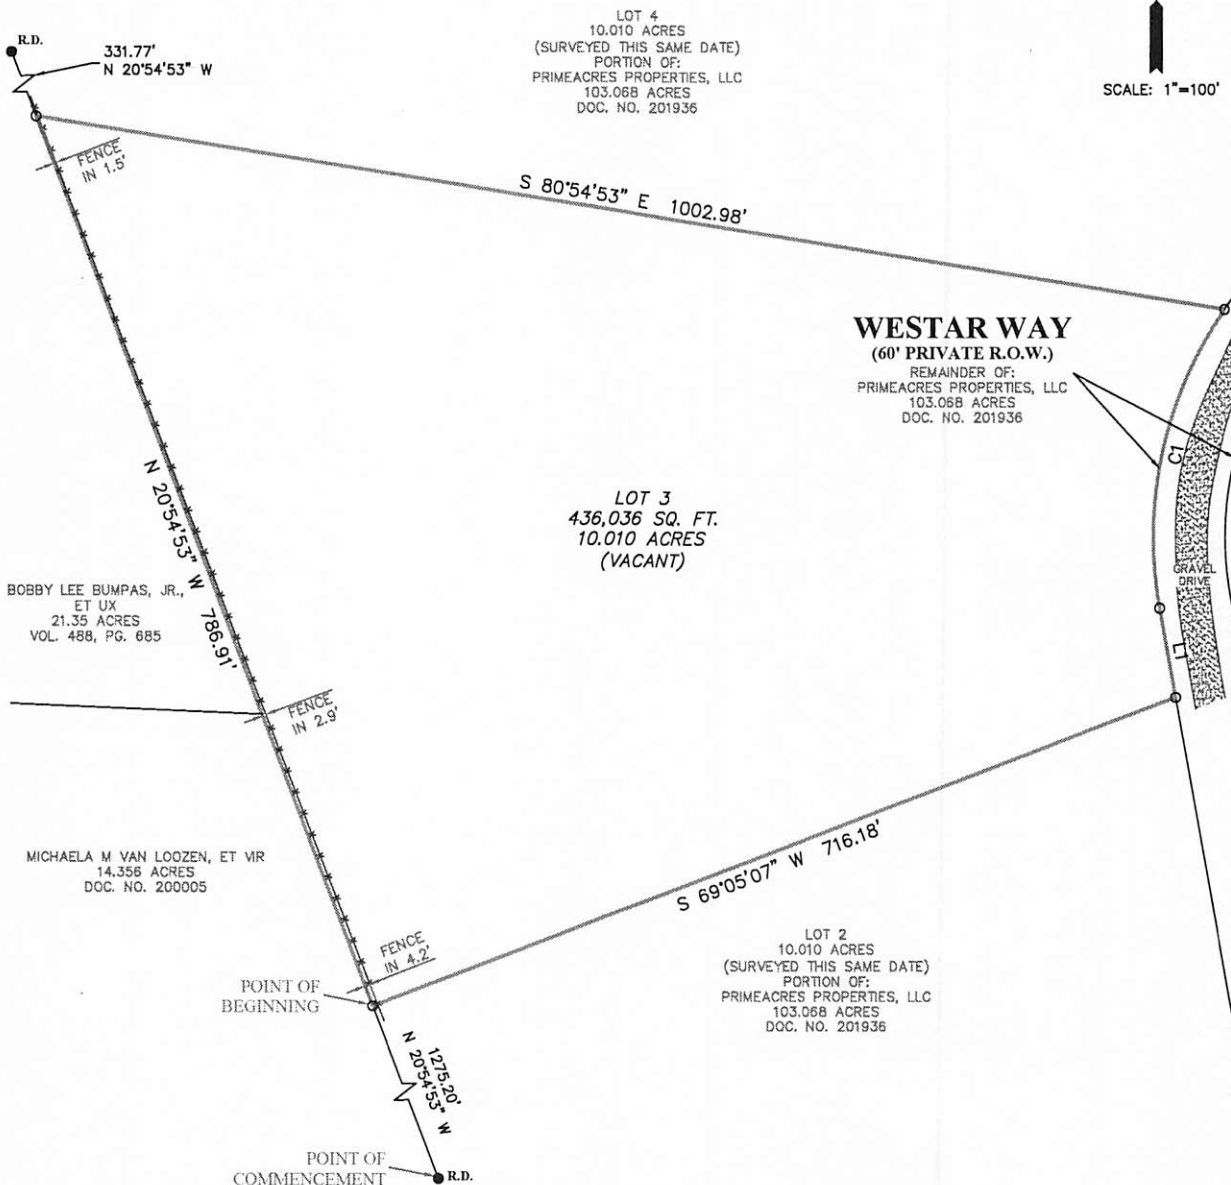 LOT 4
10.010 ACRES
(SURVEYED THIS SAME DATE)
PORTION OF:
PRIMEACRES PROPERTIES, LLC
103.068 ACRES
DOC. NO. 201936
R.D.
331.77'
N 20°54'53" W
SCALE: 1"=100'
FENCE
IN 1.5'
S 80°54'53" E 1002.98'
WESTAR WAY
(60' PRIVATE R.O.W.)
REMAINDER OF:
PRIMEACRES PROPERTIES, LLC
103.068 ACRES
DOC. NO. 201936
C1
N 20°54'53" W 786.91'
LOT 3
436,036 SQ. FT.
10.010 ACRES
(VACANT)
GRAVEL
DRIVE
BOBBY LEE BUMPAS, JR.,
ET UX
21.35 ACRES
VOL. 488, PG. 685
L1
FENCE
IN 2.9'
MICHAELA M VAN LOOZEN, ET VIR
14.356 ACRES
DOC. NO. 200005
S 69°05'07" W 716.18'
FENCE
IN 4.2'
LOT 2
10.010 ACRES
(SURVEYED THIS SAME DATE)
PORTION OF:
PRIMEACRES PROPERTIES, LLC
103.068 ACRES
DOC. NO. 201936
POINT OF
BEGINNING
1275.20'
N 20°54'53" W
POINT OF
COMMENCEMENT
R.D.